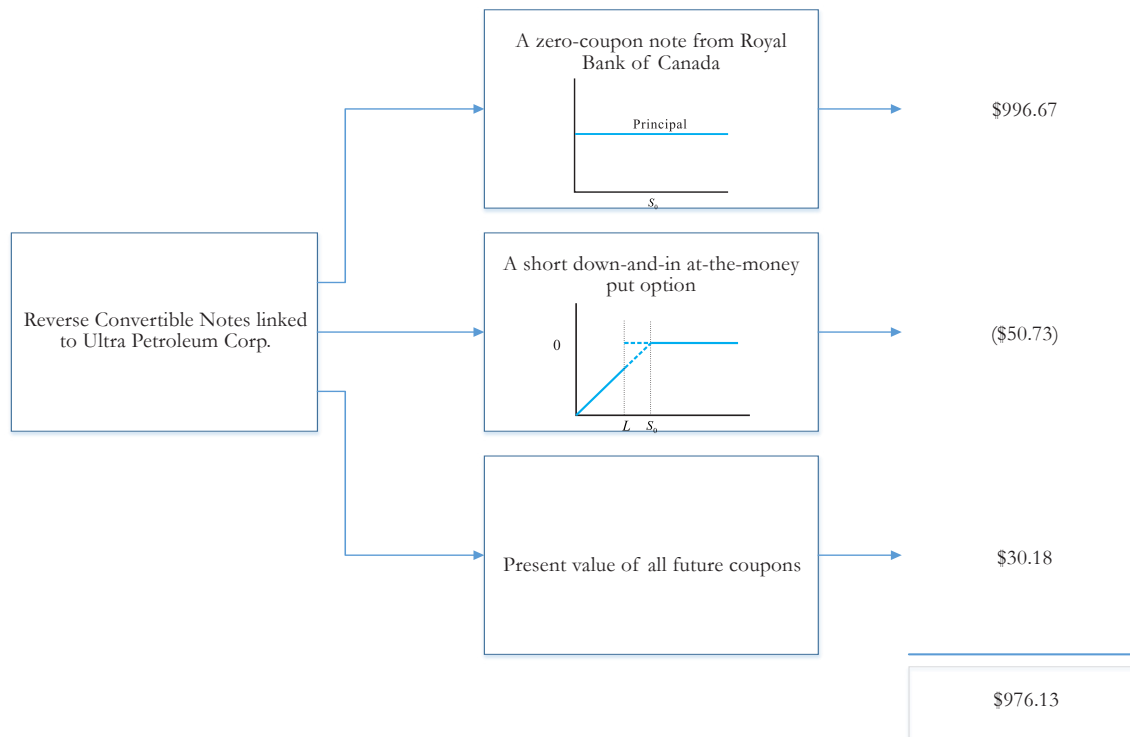 A zero-coupon note from Royal
Bank of Canada
Principal
S₀
$996.67
Reverse Convertible Notes linked
to Ultra Petroleum Corp.
A short down-and-in at-the-money
put option
0
L S₀
($50.73)
Present value of all future coupons
$30.18
$976.13